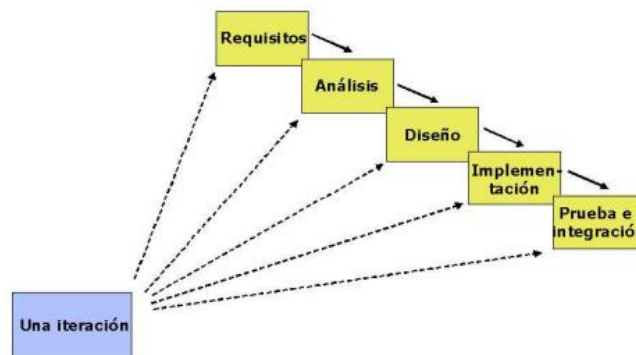 Requisitos
Análisis
Diseño
Implemen-
tación
Prueba e
integració
Una iteración